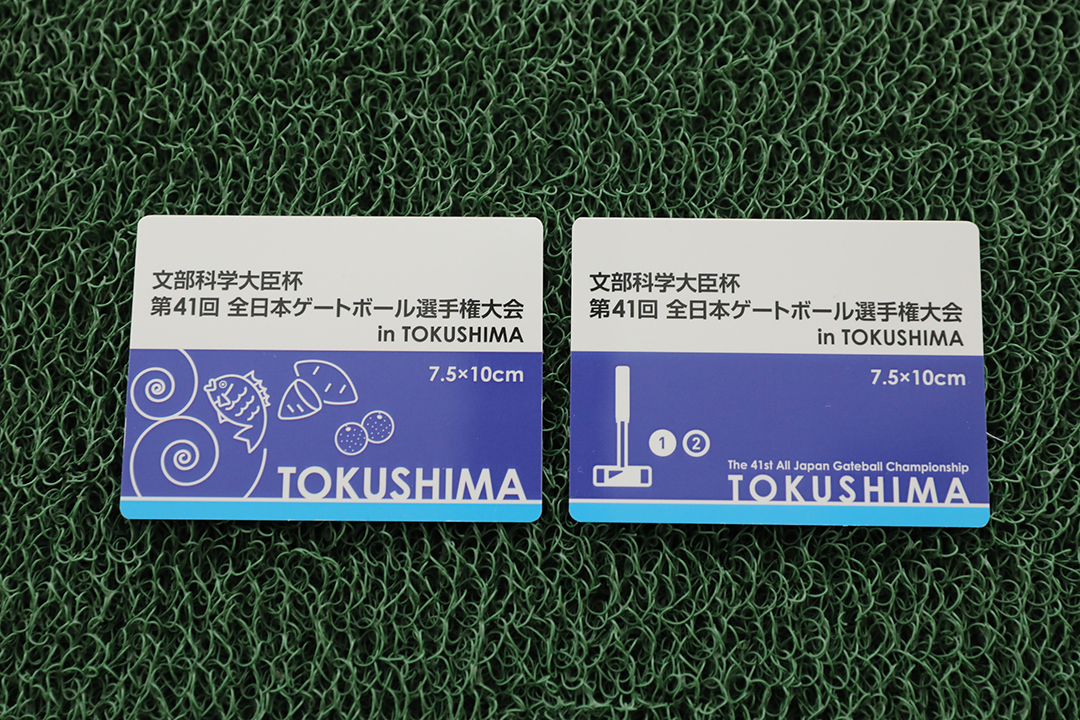 文部科学大臣杯
第41回 全日本ゲートボール選手権大会
in TOKUSHIMA
7.5×10cm
TOKUSHIMA
文部科学大臣杯
第41回 全日本ゲートボール選手権大会
in TOKUSHIMA
7.5×10cm
1 2
The 41st All Japan Gateball Championship
TOKUSHIMA